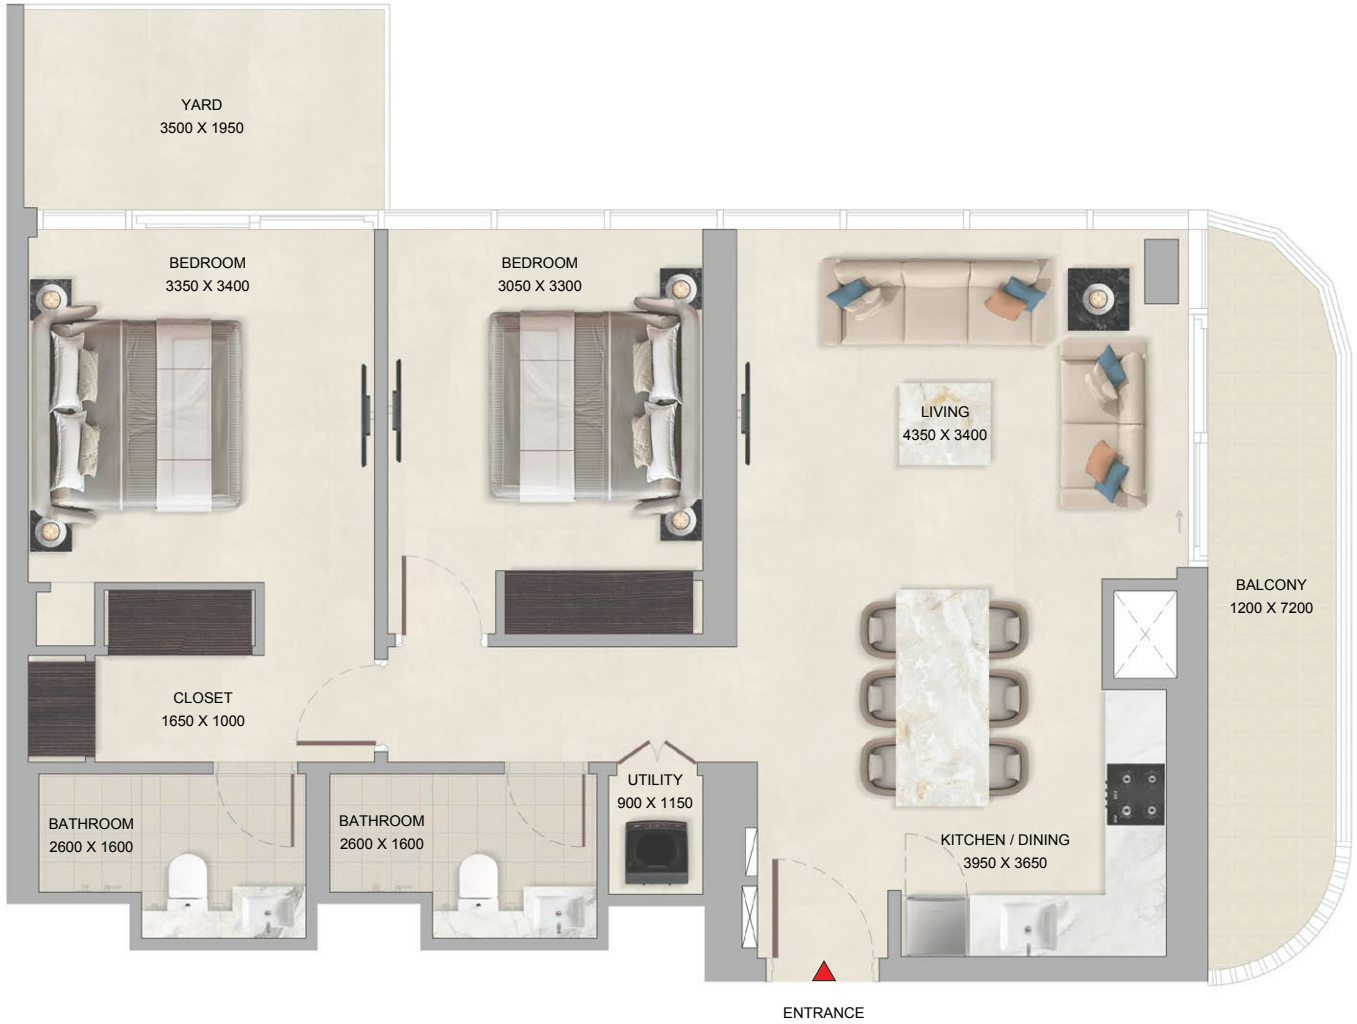 YARD
3500 X 1950
BEDROOM
3350 X 3400
BEDROOM
3050 X 3300
LIVING
4350 X 3400
BALCONY
1200 X 7200
CLOSET
1650 X 1000
UTILITY
900 X 1150
BATHROOM
2600 X 1600
BATHROOM
2600 X 1600
KITCHEN / DINING
3950 X 3650
ENTRANCE